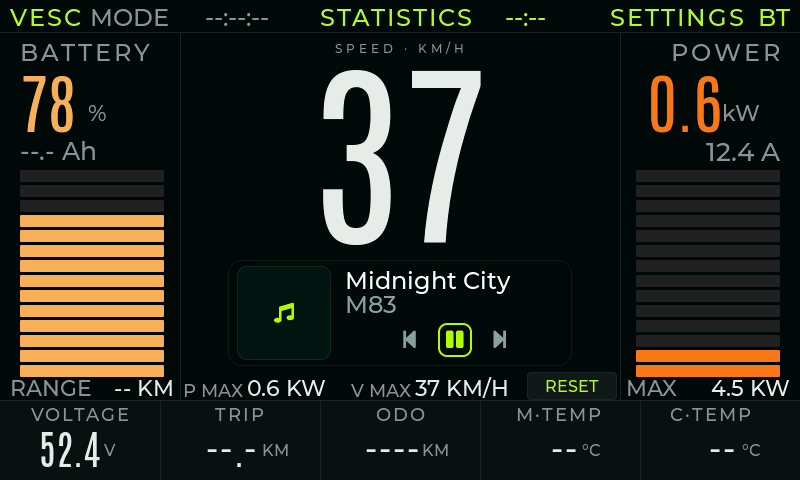 VESC MODE --:--:-- STATISTICS --:-- SETTINGS BT
BATTERY
78 %
--.- Ah
RANGE -- KM
SPEED · KM/H
37
Midnight City
M83
P MAX 0.6 KW V MAX 37 KM/H RESET
POWER
0.6 kW
12.4 A
MAX 4.5 KW
VOLTAGE TRIP ODO M·TEMP C·TEMP
52.4 V --.- KM ---- KM -- °C -- °C